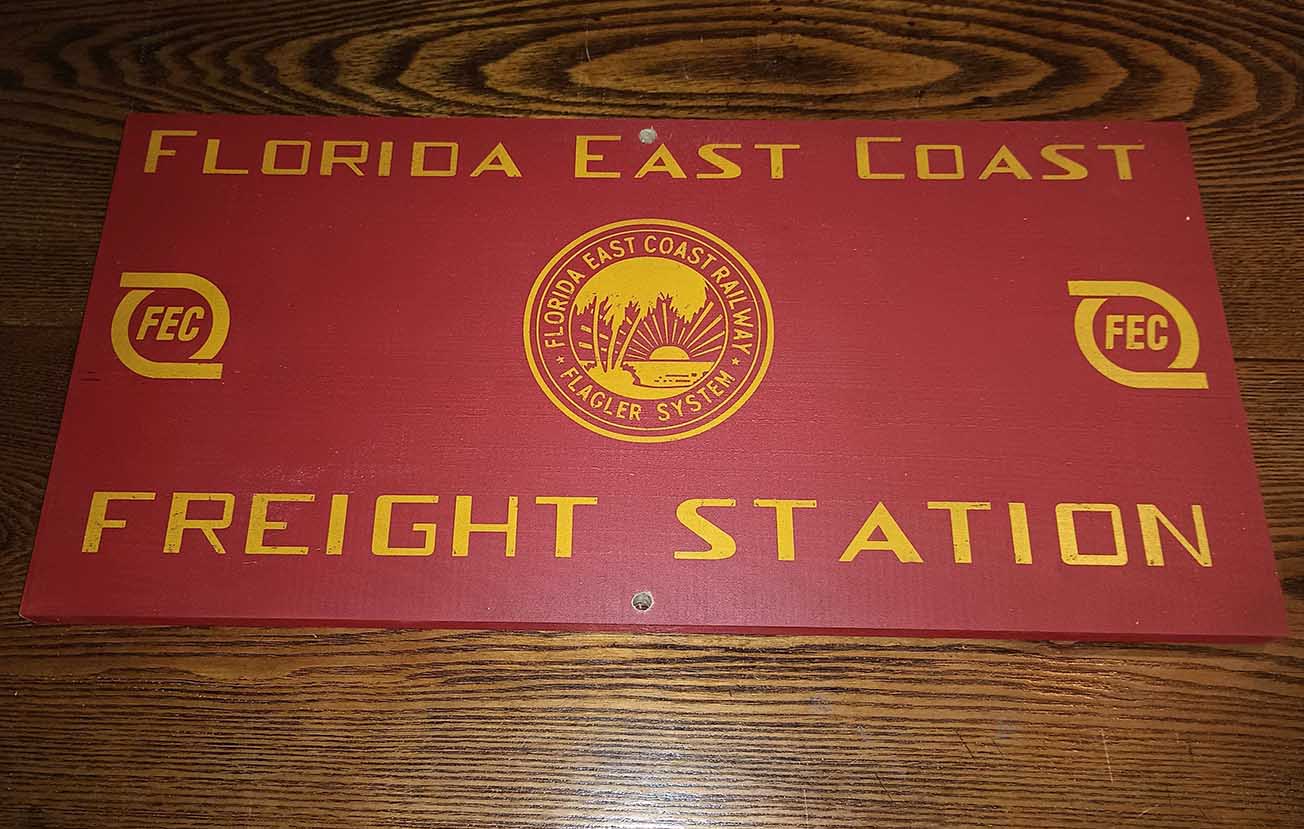 FLORIDA EAST COAST
FLORIDA EAST COAST RAILWAY
FEC
FEC
★ FLAGLER SYSTEM ★
FREIGHT STATION